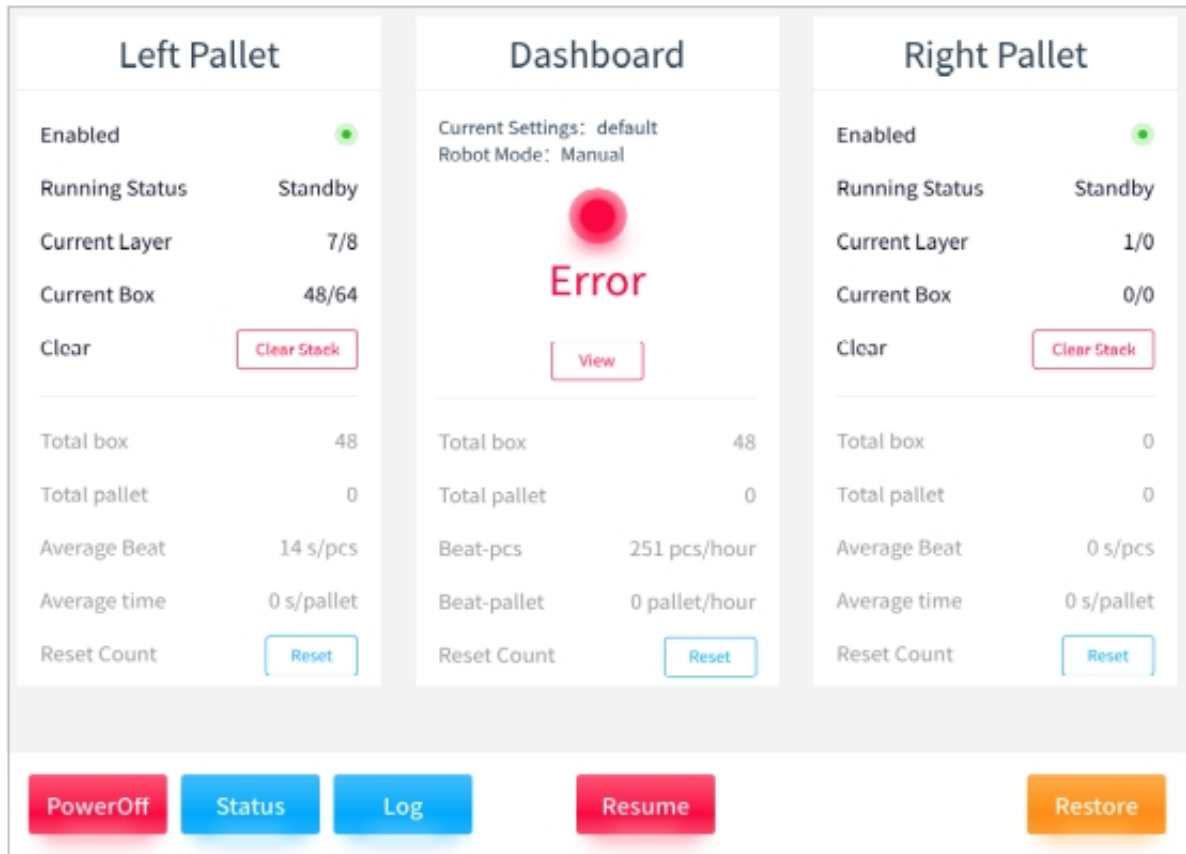 Left Pallet
Enabled
Running Status Standby
Current Layer 7/8
Current Box 48/64
Clear Clear Stack
Total box 48
Total pallet 0
Average Beat 14 s/pcs
Average time 0 s/pallet
Reset Count Reset
Dashboard
Current Settings：default
Robot Mode：Manual
Error
View
Total box 48
Total pallet 0
Beat-pcs 251 pcs/hour
Beat-pallet 0 pallet/hour
Reset Count Reset
Right Pallet
Enabled
Running Status Standby
Current Layer 1/0
Current Box 0/0
Clear Clear Stack
Total box 0
Total pallet 0
Average Beat 0 s/pcs
Average time 0 s/pallet
Reset Count Reset
PowerOff Status Log Resume Restore